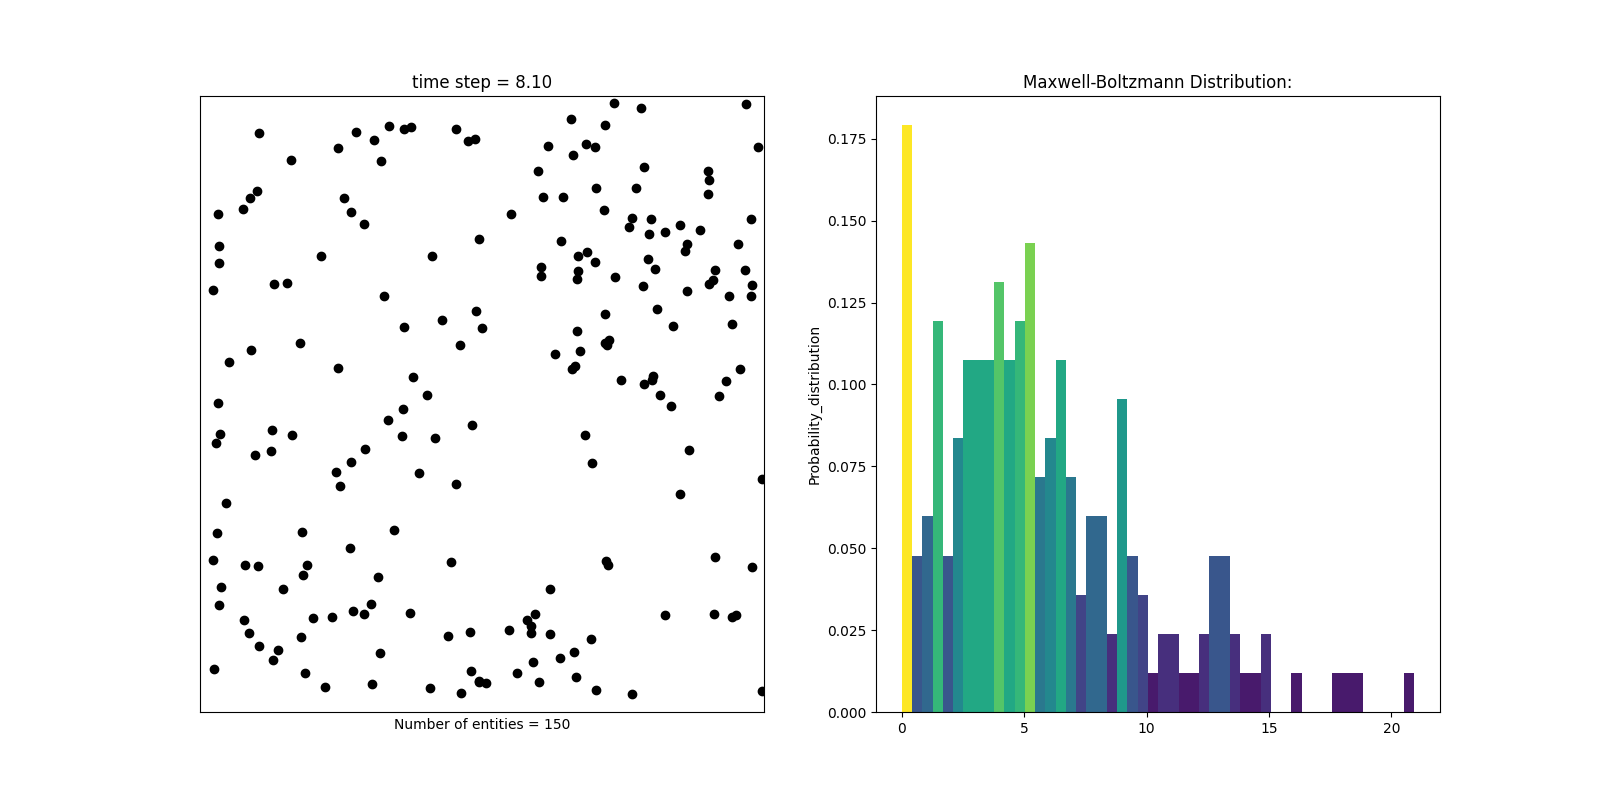 time step = 8.10
Number of entities = 150
Maxwell-Boltzmann Distribution:
Probability_distribution
0.175
0.150
0.125
0.100
0.075
0.050
0.025
0.000
0 5 10 15 20